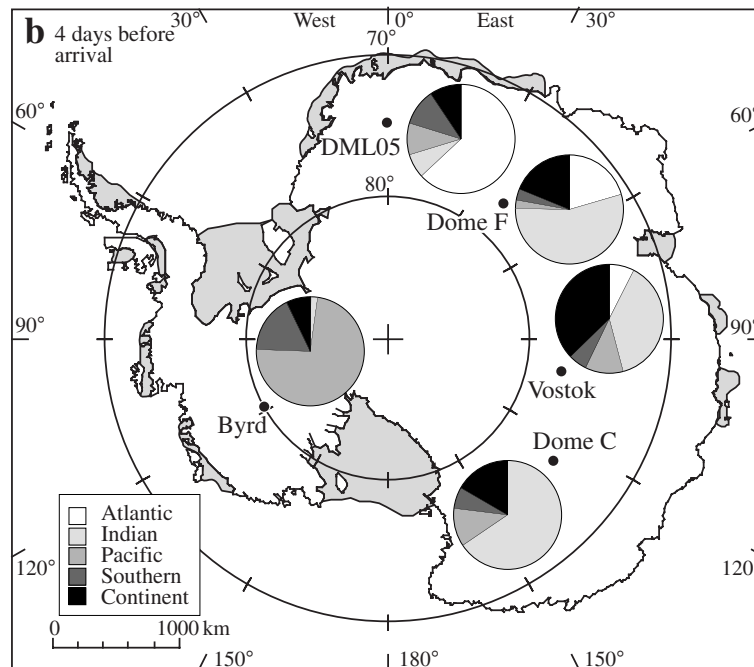 30° West 0° East 30°
b 4 days before
arrival
70°
60° 60°
DML05
80°
Dome F
90° 90°
Vostok
Byrd
Dome C
Atlantic
Indian
Pacific
Southern
Continent
120° 120
0 1000 km
150° 180° 150°